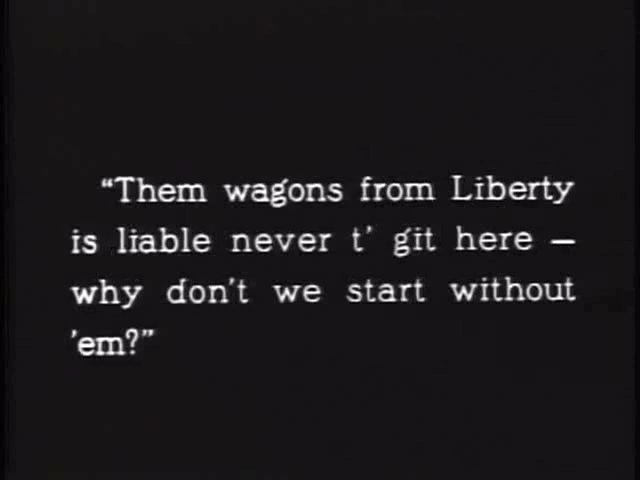 “Them wagons from Liberty
is liable never t’ git here —
why don’t we start without
’em?”